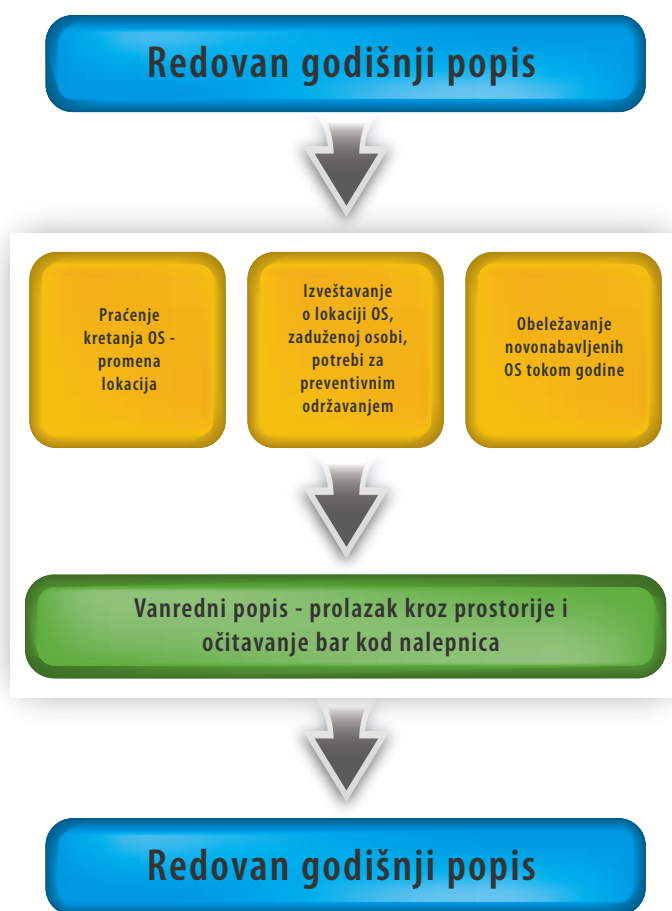 Redovan godišnji popis
Praćenje
kretanja OS -
promena
lokacija
Izveštavanje
o lokaciji OS,
zaduženoj osobi,
potrebi za
preventivnim
održavanjem
Obeležavanje
novonabavljenih
OS tokom godine
Vanredni popis - prolazak kroz prostorije i
očitavanje bar kod nalepnica
Redovan godišnji popis